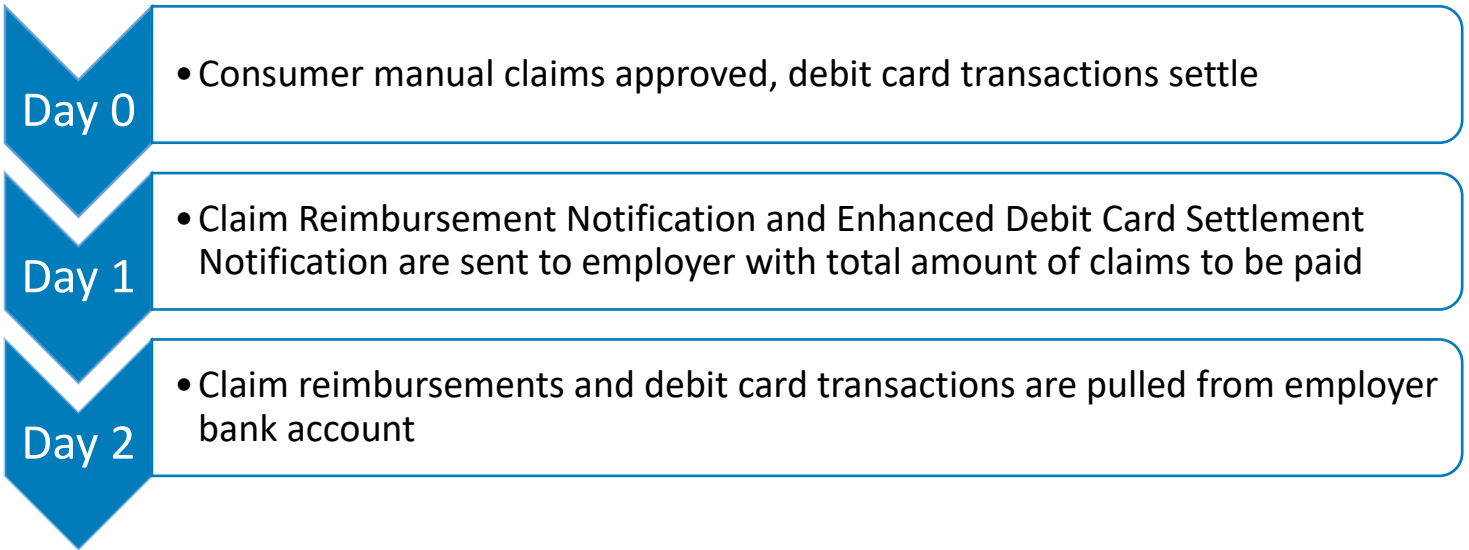 Day 0
• Consumer manual claims approved, debit card transactions settle
Day 1
• Claim Reimbursement Notification and Enhanced Debit Card Settlement
Notification are sent to employer with total amount of claims to be paid
Day 2
• Claim reimbursements and debit card transactions are pulled from employer
bank account